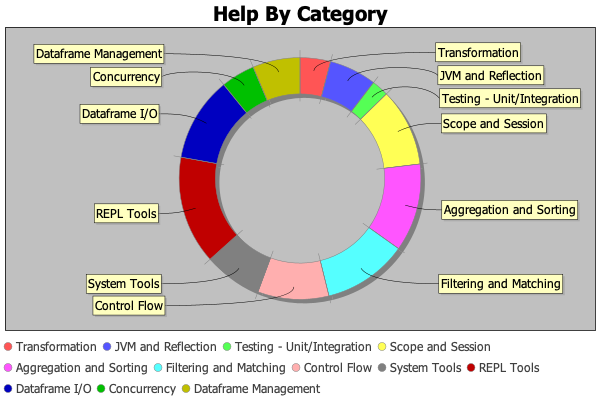 Help By Category
Dataframe Management
Transformation
Concurrency
JVM and Reflection
Testing - Unit/Integration
Dataframe I/O
Scope and Session
REPL Tools
Aggregation and Sorting
System Tools
Filtering and Matching
Control Flow
Transformation JVM and Reflection Testing - Unit/Integration Scope and Session
Aggregation and Sorting Filtering and Matching Control Flow System Tools REPL Tools
Dataframe I/O Concurrency Dataframe Management